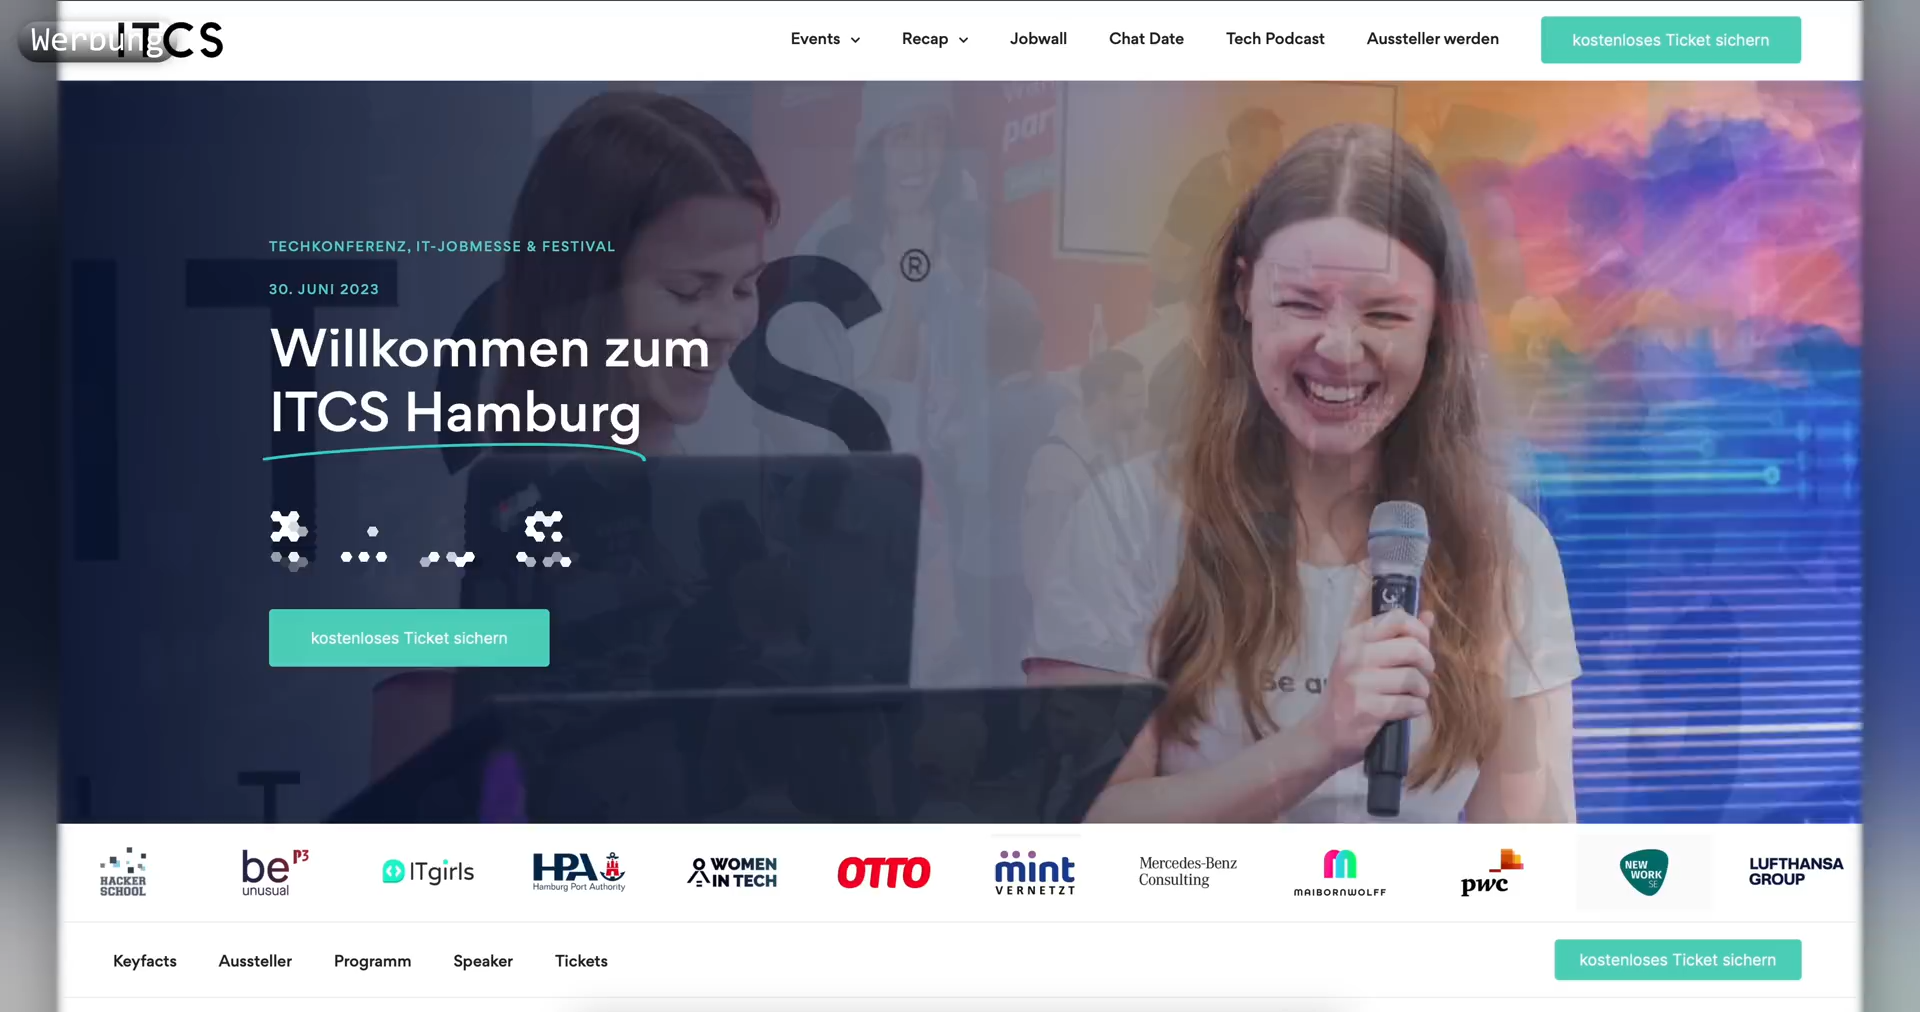 Werbung
ITCS
Events
Recap
Jobwall
Chat Date
Tech Podcast
Aussteller werden
kostenloses Ticket sichern
TECHKONFERENZ, IT-JOBMESSE & FESTIVAL
30. JUNI 2023
Willkommen zum
ITCS Hamburg
kostenloses Ticket sichern
S ®
Be
HACKER
SCHOOL
be P3
unusual
ITgirls
HPA
Hamburg Port Authority
WOMEN
IN TECH
OTTO
mint
VERNETZT
Mercedes-Benz
Consulting
MAIBORNWOLFF
pwc
NEW
WORK
SE
LUFTHANSA
GROUP
Keyfacts
Aussteller
Programm
Speaker
Tickets
kostenloses Ticket sichern